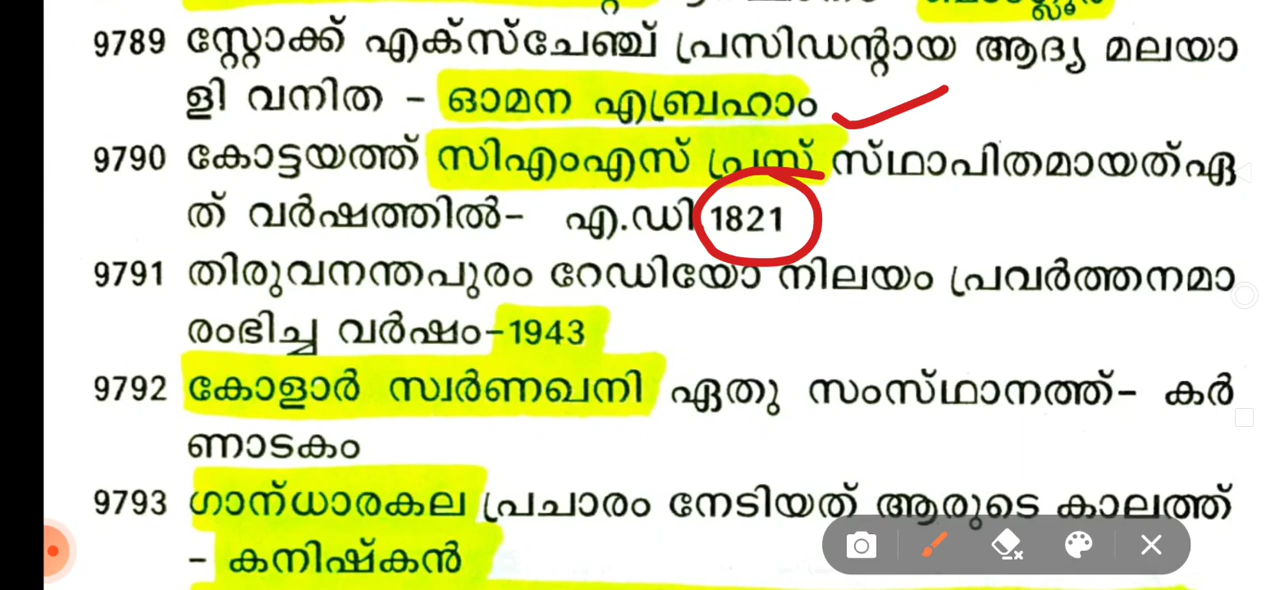 9789 സ്റ്റോക്ക് എക്സ്ചേഞ്ച് പ്രസിഡന്റായ ആദ്യ മലയാ
ളി വനിത - ഓമന എബ്രഹാം
9790 കോട്ടയത്ത് സിഎംഎസ് പ്രസ് സ്ഥാപിതമായത്ഏ
ത് വർഷത്തിൽ- എ.ഡി.1821
9791 തിരുവനന്തപുരം റേഡിയോ നിലയം പ്രവർത്തനമാ
രംഭിച്ച വർഷം-1943
9792 കോളാർ സ്വർണഖനി ഏതു സംസ്ഥാനത്ത്- കർ
ണാടകം
9793 ഗാന്ധാരകല പ്രചാരം നേടിയത് ആരുടെ കാലത്ത്
- കനിഷ്കൻ